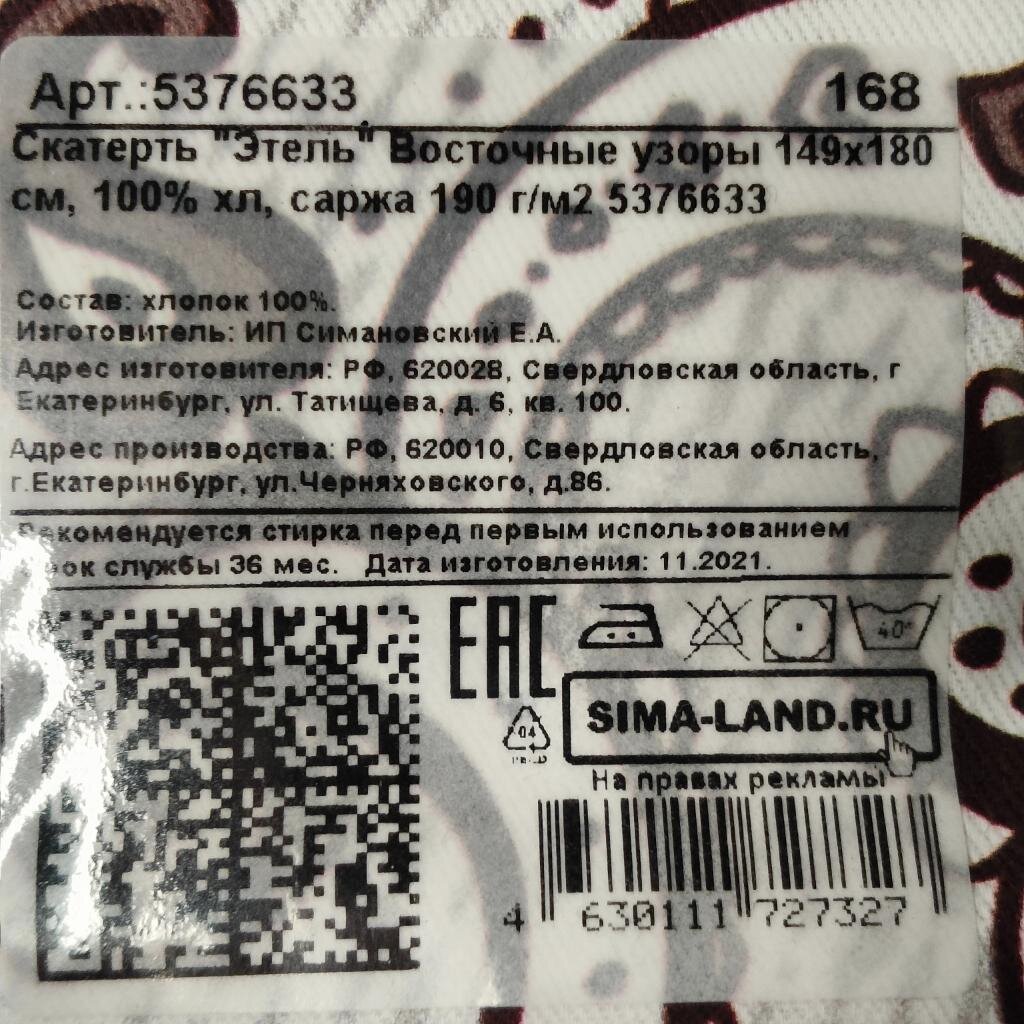 Арт.:5376633 168
Скатерть "Этель" Восточные узоры 149х180
см, 100% хл, саржа 190 г/м2 5376633
Состав: хлопок 100%.
Изготовитель: ИП Симановский Е.А.
Адрес изготовителя: РФ, 620028, Свердловская область, г
Екатеринбург, ул. Татищева, д. 6, кв. 100.
Адрес производства: РФ, 620010, Свердловская область,
г.Екатеринбург, ул.Черняховского, д.86.
Рекомендуется стирка перед первым использованием
службы 36 мес. Дата изготовления: 11.2021.
EAC
40°
SIMA-LAND.RU
04
На правах рекламы
4 630111 727327